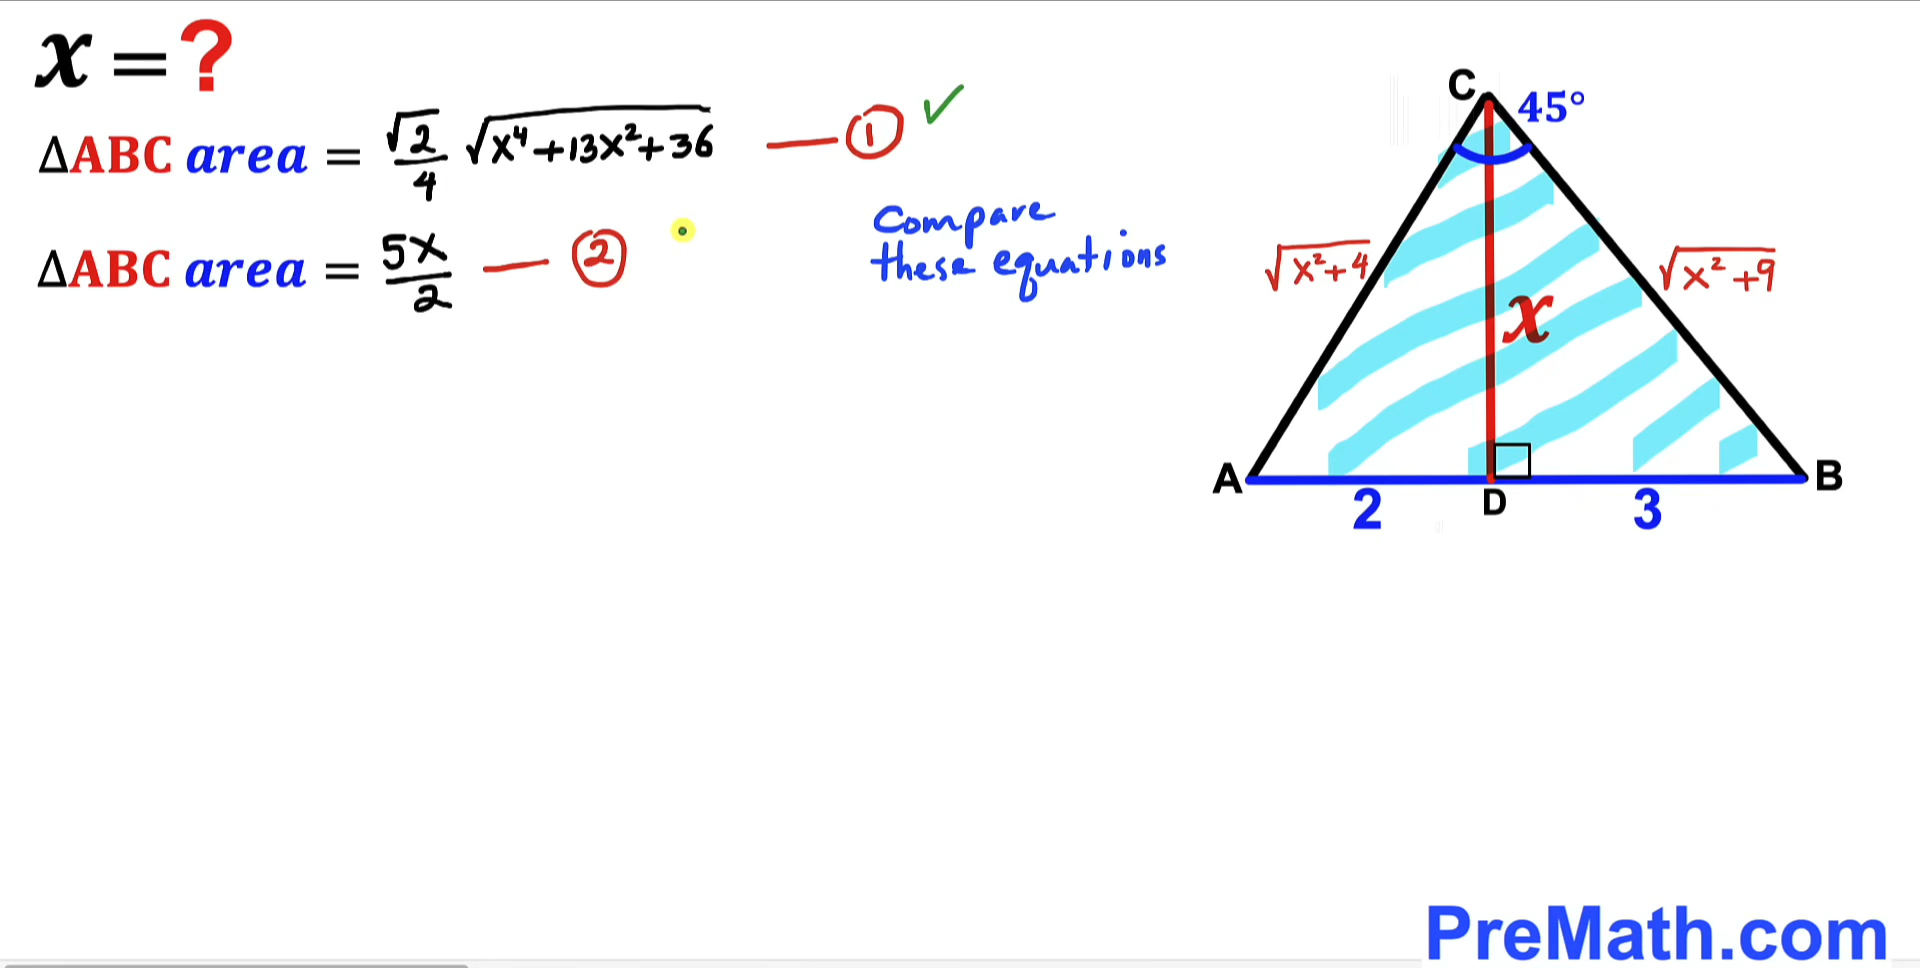 x = ?
ΔABC area = √2/4 √(x⁴+13x²+36) — ①
ΔABC area = 5x/2 — ②
Compare
these equations
C
45°
√(x²+4)
√(x²+9)
x
A
B
D
2
3
PreMath.com